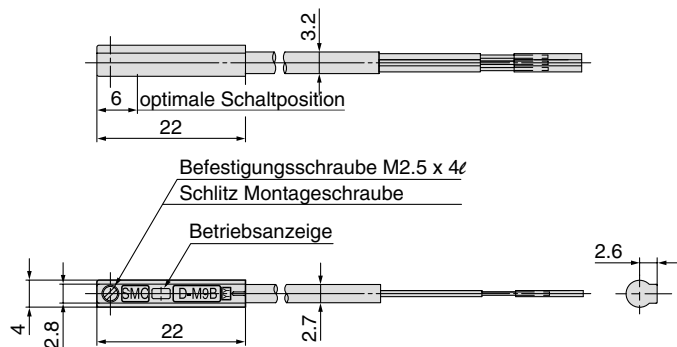 3.2
6
optimale Schaltposition
22
Befestigungsschraube M2.5 x 4ℓ
Schlitz Montageschraube
Betriebsanzeige
2.6
SMC
D-M9B
4
2.8
22
2.7